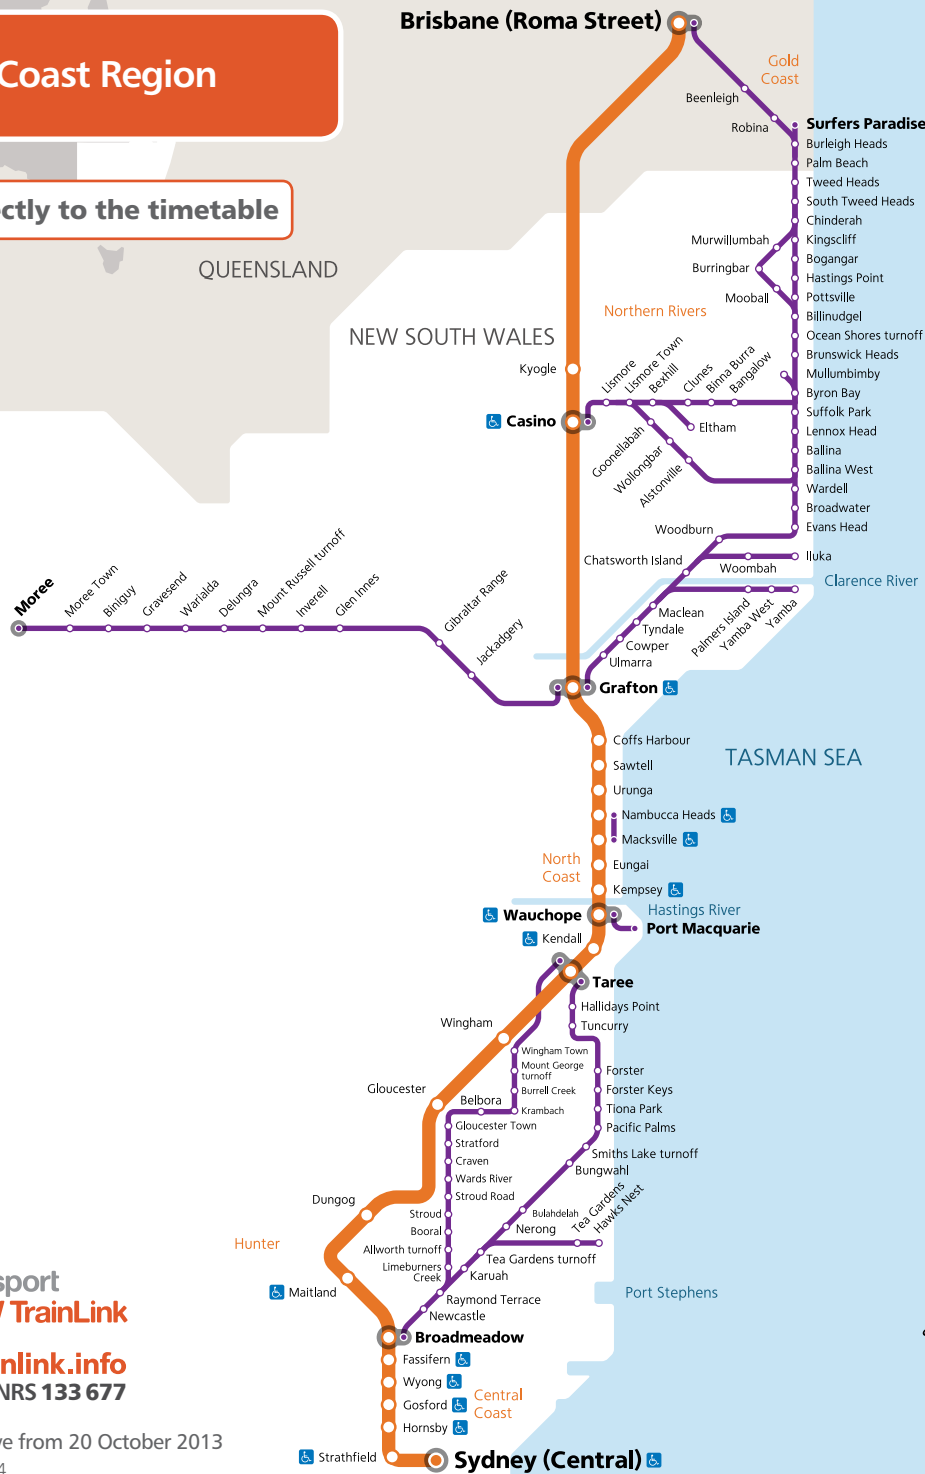 Brisbane (Roma Street)
Coast Region
Gold
Coast
Beenleigh
Robina
Surfers Paradise
Burleigh Heads
Palm Beach
Tweed Heads
South Tweed Heads
Chinderah
Kingscliff
Bogangar
Hastings Point
Pottsville
Billinudgel
Ocean Shores turnoff
Brunswick Heads
Mullumbimby
Byron Bay
Suffolk Park
Lennox Head
Ballina
Ballina West
Wardell
Broadwater
Evans Head
ctly to the timetable
QUEENSLAND
NEW SOUTH WALES
Murwillumbah
Burringbar
Mooball
Northern Rivers
Kyogle
Casino
Lismore
Lismore Town
Bexhill
Clunes
Binna Burra
Bangalow
Eltham
Goonellabah
Wollongbar
Alstonville
Woodburn
Chatsworth Island
Woombah
Iluka
Clarence River
Maclean
Tyndale
Cowper
Ulmarra
Palmers Island
Yamba West
Yamba
Moree
Moree Town
Biniguy
Gravesend
Warialda
Delungra
Mount Russell turnoff
Inverell
Glen Innes
Gibraltar Range
Jackadgery
Grafton
Coffs Harbour
Sawtell
Urunga
Nambucca Heads
Macksville
Eungai
Kempsey
TASMAN SEA
North
Coast
Wauchope
Hastings River
Port Macquarie
Kendall
Taree
Hallidays Point
Tuncurry
Wingham
Wingham Town
Mount George
turnoff
Burrell Creek
Krambach
Forster
Forster Keys
Tiona Park
Pacific Palms
Smiths Lake turnoff
Bungwahl
Gloucester
Belbora
Gloucester Town
Stratford
Craven
Wards River
Stroud Road
Stroud
Booral
Allworth turnoff
Limeburners
Creek
Bulahdelah
Nerong
Tea Gardens
Hawks Nest
Tea Gardens turnoff
Karuah
Raymond Terrace
Newcastle
Dungog
Hunter
Maitland
Port Stephens
Broadmeadow
Fassifern
Wyong
Gosford
Hornsby
Central
Coast
Strathfield
Sydney (Central)
sport
TrainLink
nlink.info
NRS 133 677
ve from 20 October 2013
4